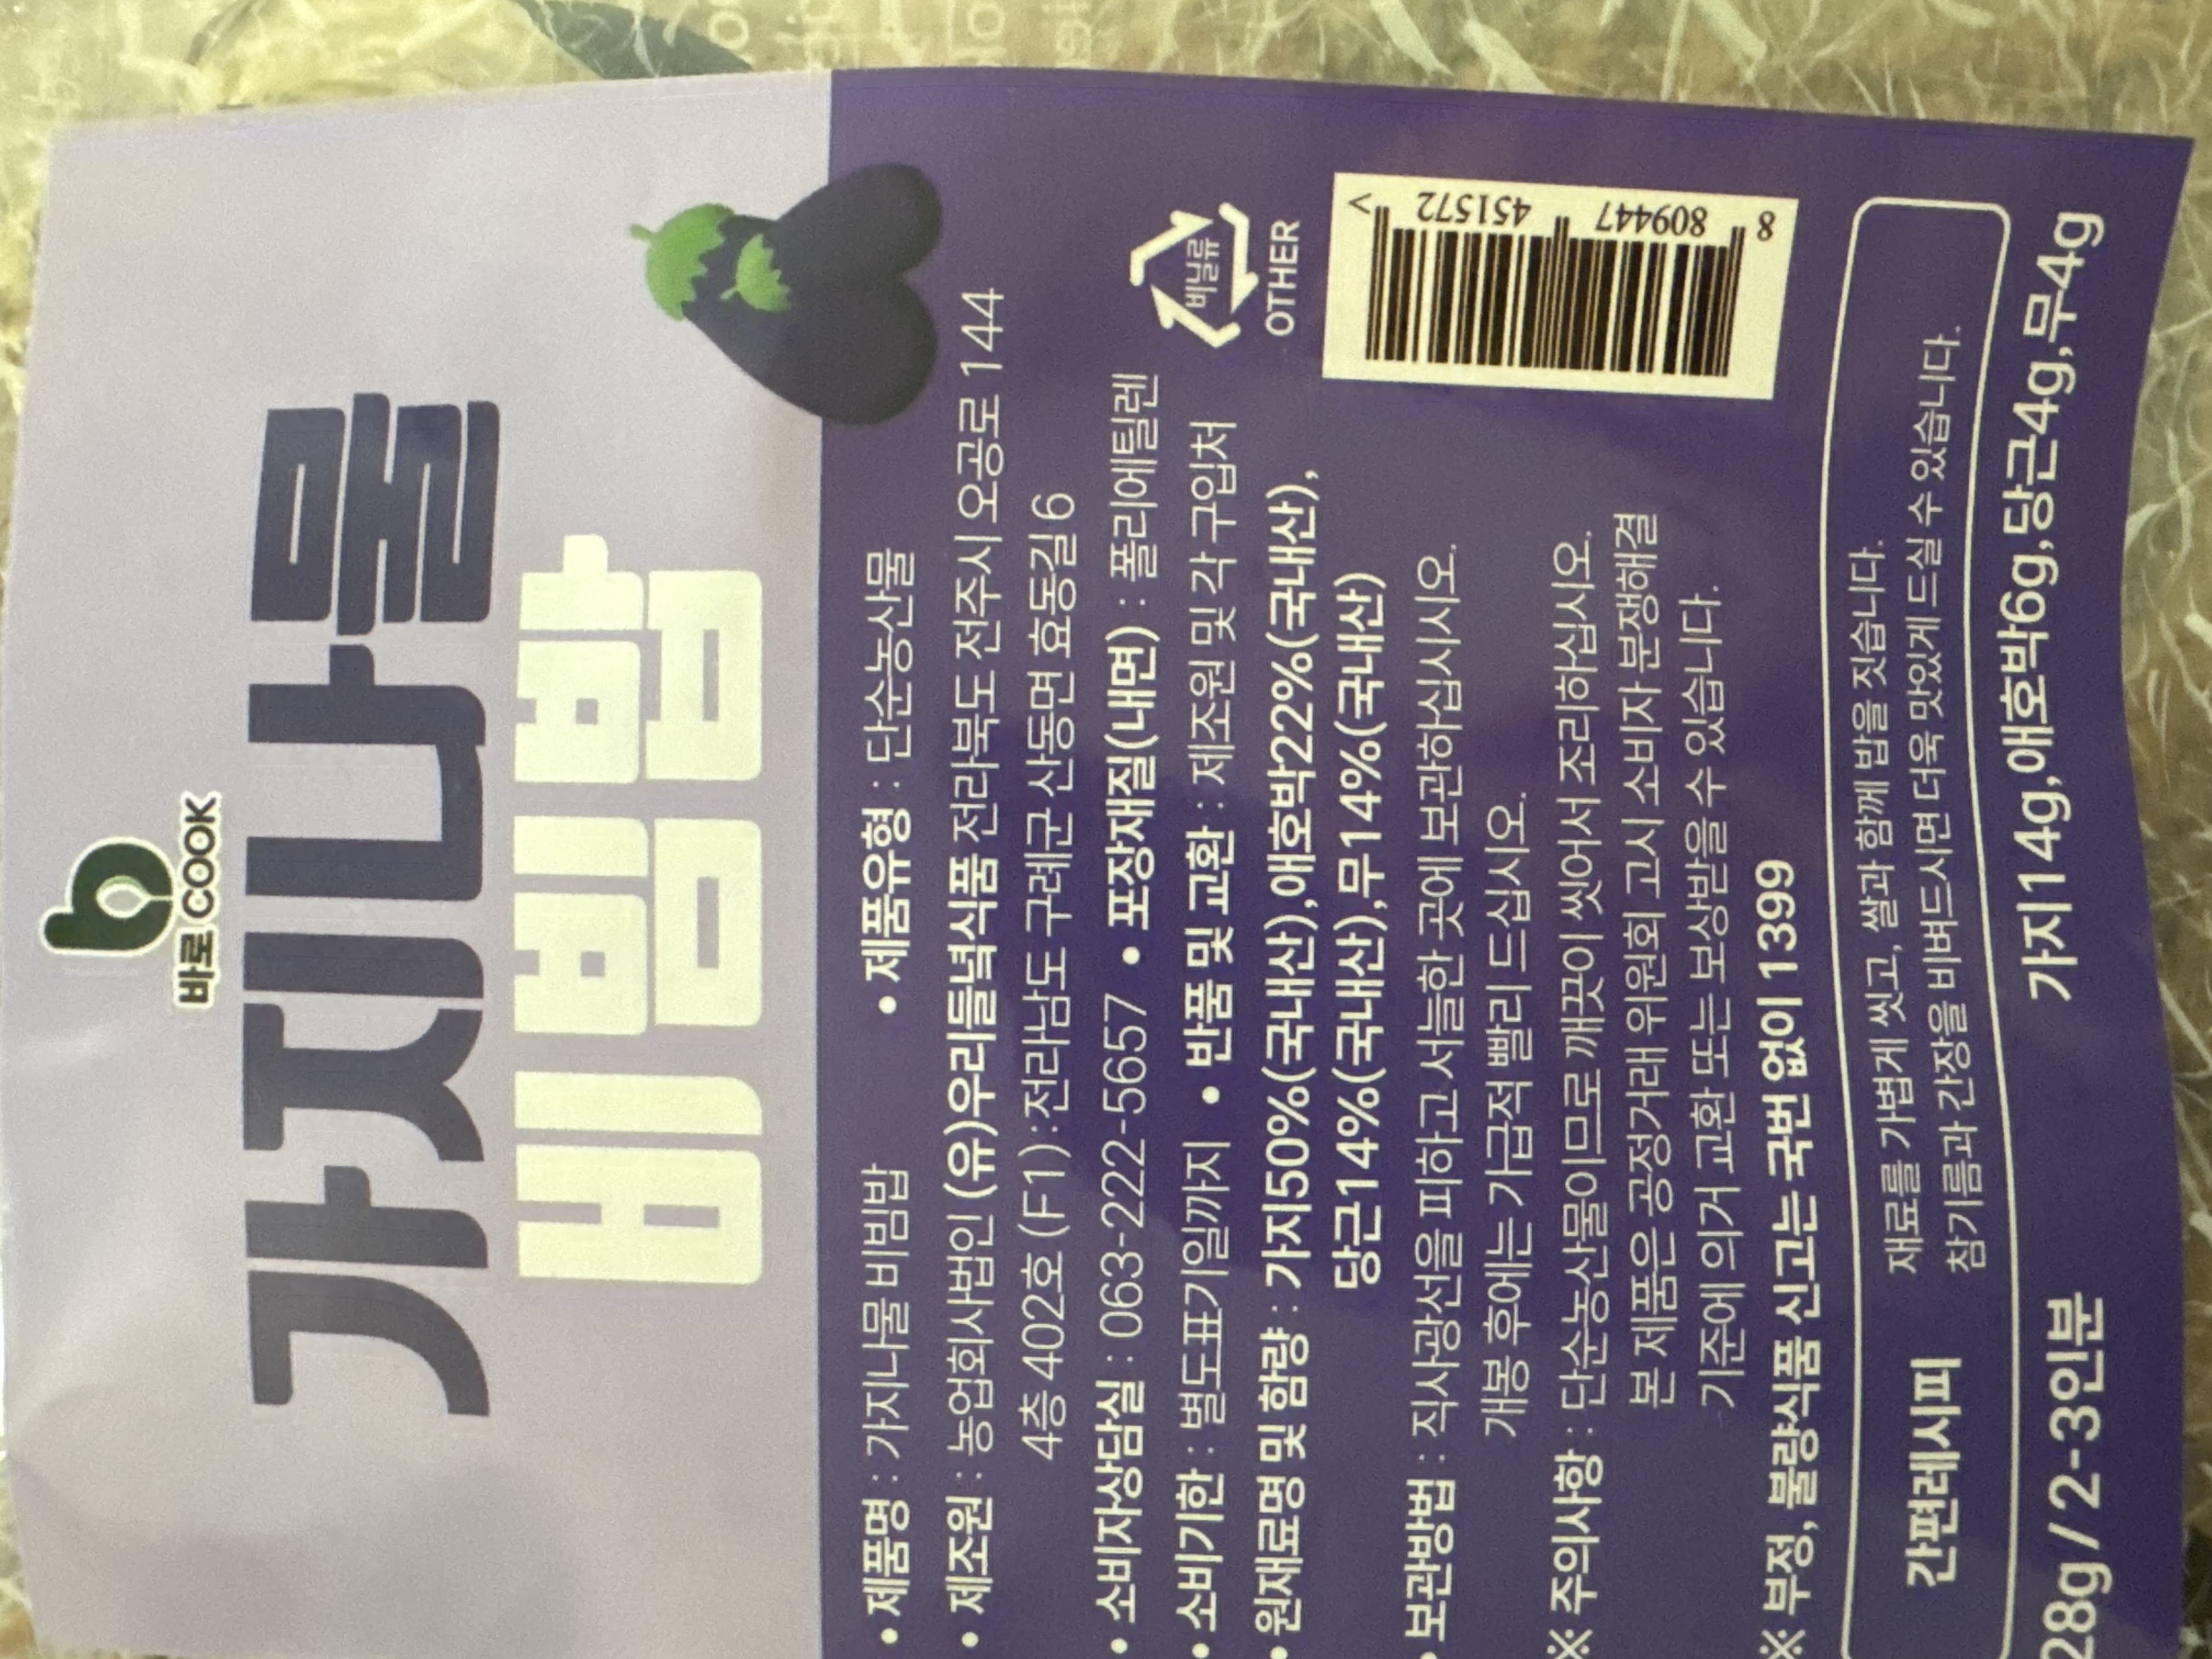 바로COOK
가지나물
비빔밥
• 제품명 : 가지나물 비빔밥 • 제품유형 : 단순농산물
• 제조원 : 농업회사법인 (유)우리들녘식품 전라북도 전주시 오공로 144
4층 402호 (F1) : 전라남도 구례군 산동면 효동길 6
• 소비자상담실 : 063-222-5657 • 포장재질(내면) : 폴리에틸렌
• 소비기한 : 별도표기일까지 • 반품 및 교환 : 제조원 및 각 구입처
• 원재료명 및 함량 : 가지50%(국내산),애호박22%(국내산),
당근14%(국내산),무14%(국내산)
비닐류
OTHER
• 보관방법 : 직사광선을 피하고 서늘한 곳에 보관하십시시오.
개봉 후에는 가급적 빨리 드십시오.
※ 주의사항 : 단순농산물이므로 깨끗이 씻어서 조리하십시오.
본 제품은 공정거래 위원회 고시 소비자 분쟁해결
기준에 의거 교환 또는 보상받을 수 있습니다.
※ 부정, 불량식품 신고는 국번 없이 1399
8 809447 451572 >
간편레시피
재료를 가볍게 씻고, 쌀과 함께 밥을 짓습니다.
참기름과 간장을 비벼드시면 더욱 맛있게 드실 수 있습니다.
28g / 2-3인분 가지14g,애호박6g,당근4g,무4g